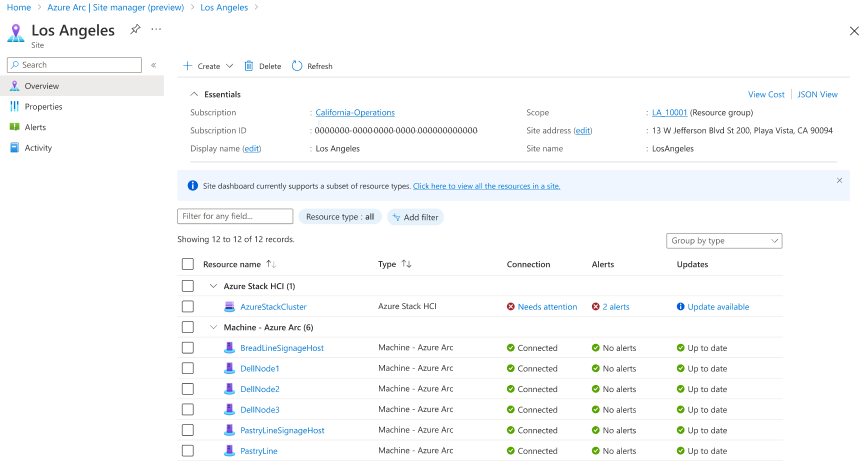 Home > Azure Arc | Site manager (preview) > Los Angeles >
Los Angeles
Site
Search
Overview
Properties
Alerts
Activity
Create Delete Refresh
Essentials View Cost | JSON View
Subscription : California-Operations Scope : LA_10001 (Resource group)
Subscription ID : 0000000-0000-0000-0000-000000000000 Site address (edit) : 13 W Jefferson Blvd St 200, Playa Vista, CA 90094
Display name (edit) : Los Angeles Site name : LosAngeles
Site dashboard currently supports a subset of resource types. Click here to view all the resources in a site.
Filter for any field... Resource type : all Add filter
Showing 12 to 12 of 12 records. Group by type
Resource name Type Connection Alerts Updates
Azure Stack HCI (1)
AzureStackCluster Azure Stack HCI Needs attention 2 alerts Update available
Machine - Azure Arc (6)
BreadLineSignageHost Machine - Azure Arc Connected No alerts Up to date
DellNode1 Machine - Azure Arc Connected No alerts Up to date
DellNode2 Machine - Azure Arc Connected No alerts Up to date
DellNode3 Machine - Azure Arc Connected No alerts Up to date
PastryLineSignageHost Machine - Azure Arc Connected No alerts Up to date
PastryLine Machine - Azure Arc Connected No alerts Up to date